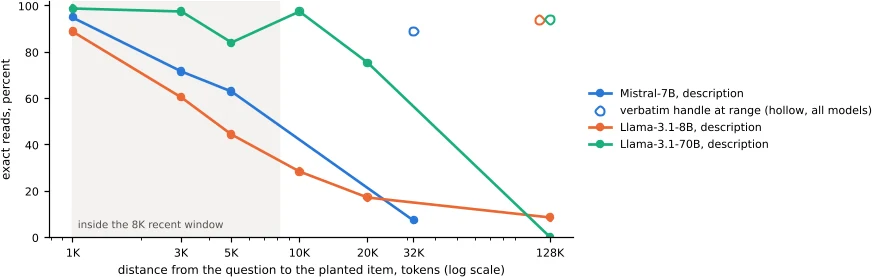 100
80
60
40
20
0
exact reads, percent
inside the 8K recent window
1K 3K 5K 10K 20K 32K 128K
distance from the question to the planted item, tokens (log scale)
Mistral-7B, description
verbatim handle at range (hollow, all models)
Llama-3.1-8B, description
Llama-3.1-70B, description